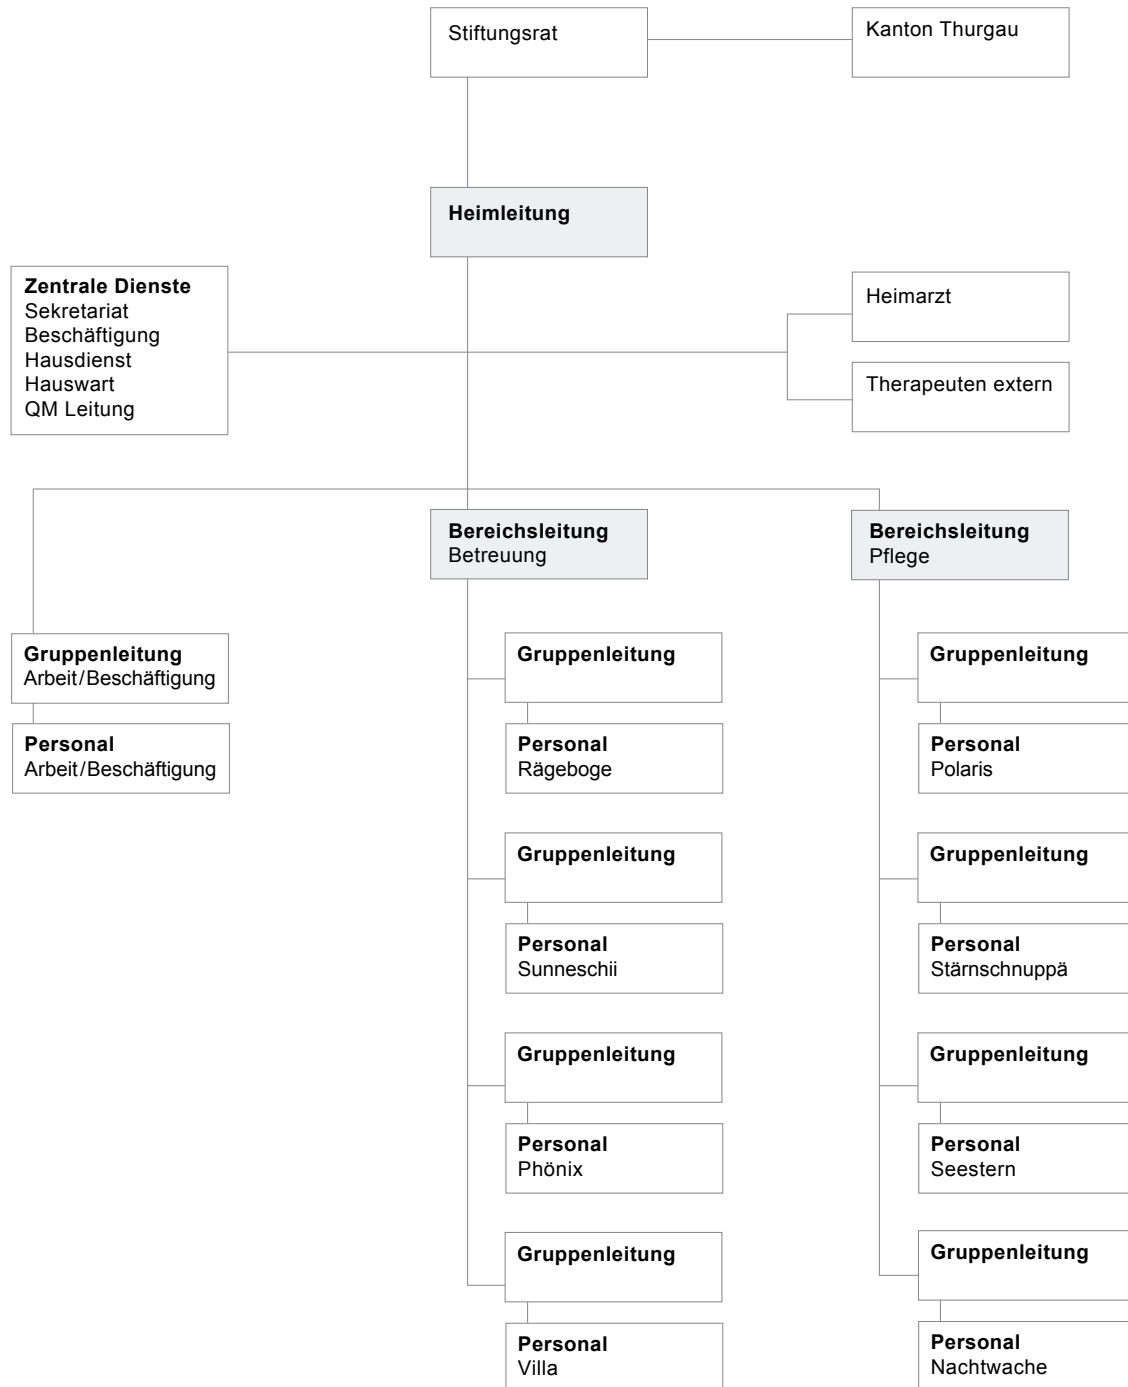 Stiftungsrat
Kanton Thurgau
Heimleitung
Zentrale Dienste
Sekretariat
Beschäftigung
Hausdienst
Hauswart
QM Leitung
Heimarzt
Therapeuten extern
Bereichsleitung
Betreuung
Bereichsleitung
Pflege
Gruppenleitung
Arbeit/Beschäftigung
Personal
Arbeit/Beschäftigung
Gruppenleitung
Personal
Rägeboge
Gruppenleitung
Personal
Sunneschii
Gruppenleitung
Personal
Phönix
Gruppenleitung
Personal
Villa
Gruppenleitung
Personal
Polaris
Gruppenleitung
Personal
Stärnschnuppä
Gruppenleitung
Personal
Seestern
Gruppenleitung
Personal
Nachtwache